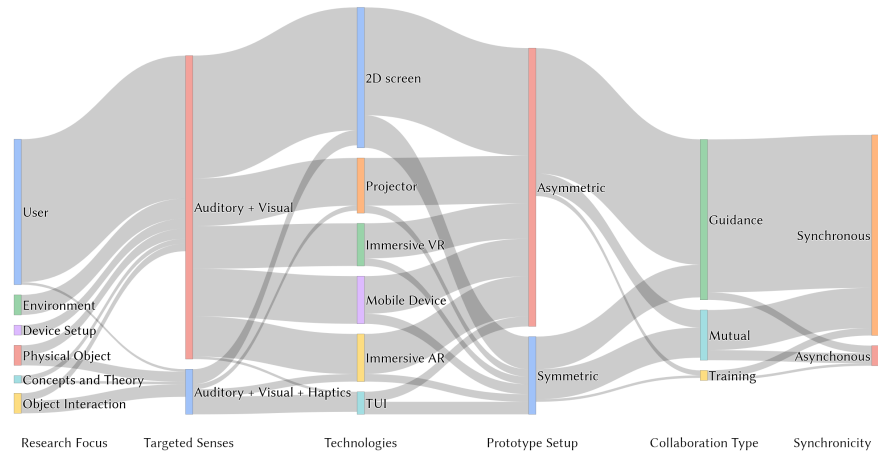 2D screen
Projector
Asymmetric
Auditory + Visual
User
Guidance
Synchronous
Immersive VR
Mobile Device
Environment
Device Setup
Mutual
Physical Object
Immersive AR
Asynchonous
Concepts and Theory
Symmetric
Training
Auditory + Visual + Haptics
Object Interaction
TUI
Research Focus
Targeted Senses
Technologies
Prototype Setup
Collaboration Type
Synchronicity